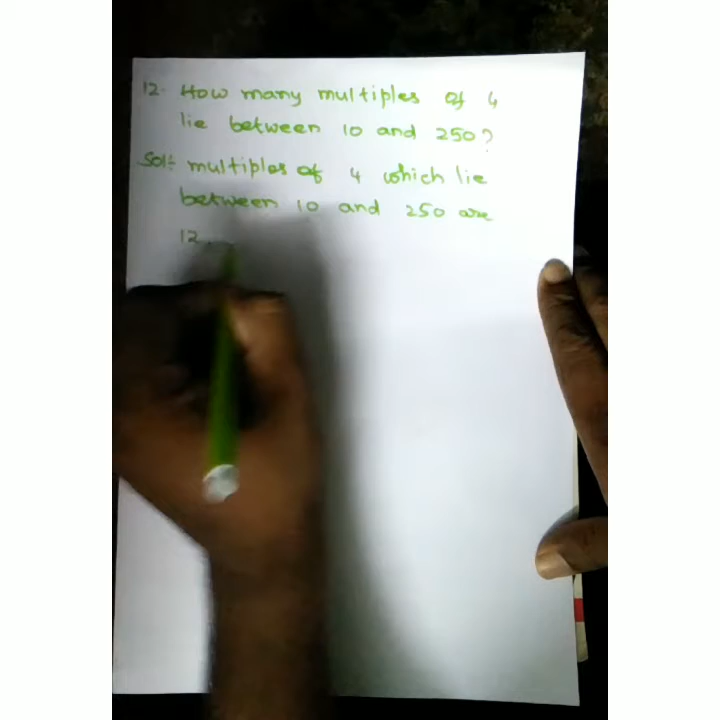 12. How many multiples of 4
lie between 10 and 250?
Sol:- multiples of 4 which lie
between 10 and 250 are
12,